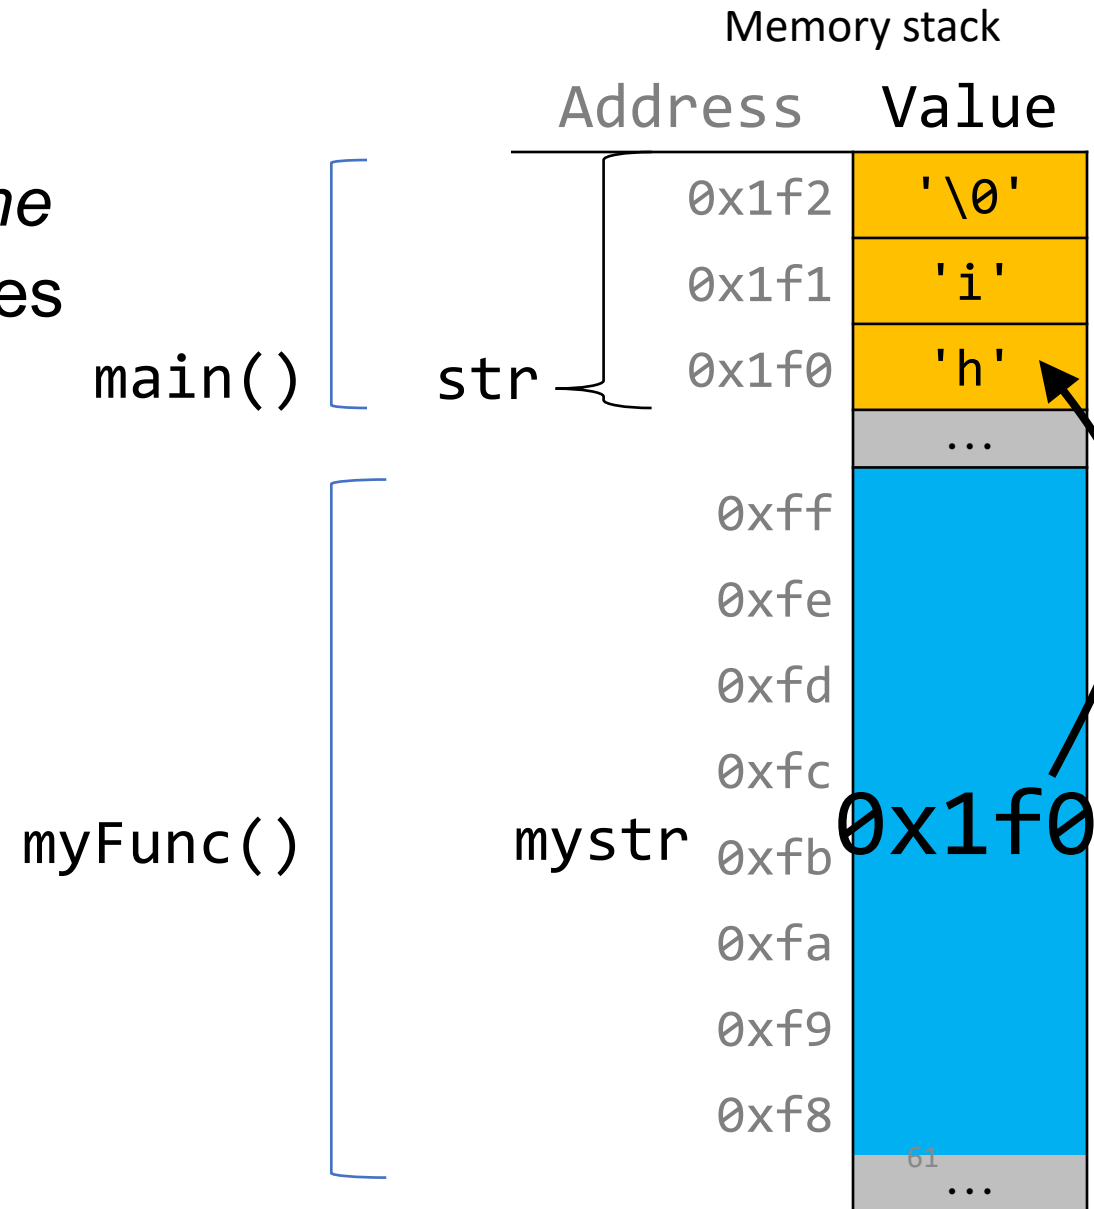 Memory stack
Address Value
0x1f2 '\0'
0x1f1 'i'
es
main() str 0x1f0 'h'
...
0xff
0xfe
0xfd
0xfc
myFunc() mystr 0xfb 0x1f0
0xfa
0xf9
0xf8
61
...